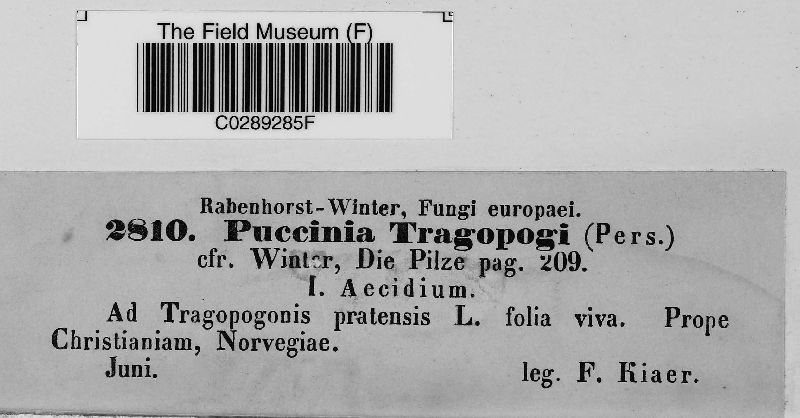 The Field Museum (F)
C0289285F
Rabenhorst-Winter, Fungi europaei.
2810. Puccinia Tragopogi (Pers.)
cfr. Winter, Die Pilze pag. 209.
I. Aecidium.
Ad Tragopogonis pratensis L. folia viva. Prope
Christianiam, Norvegiae.
Juni.
leg. F. Kiaer.